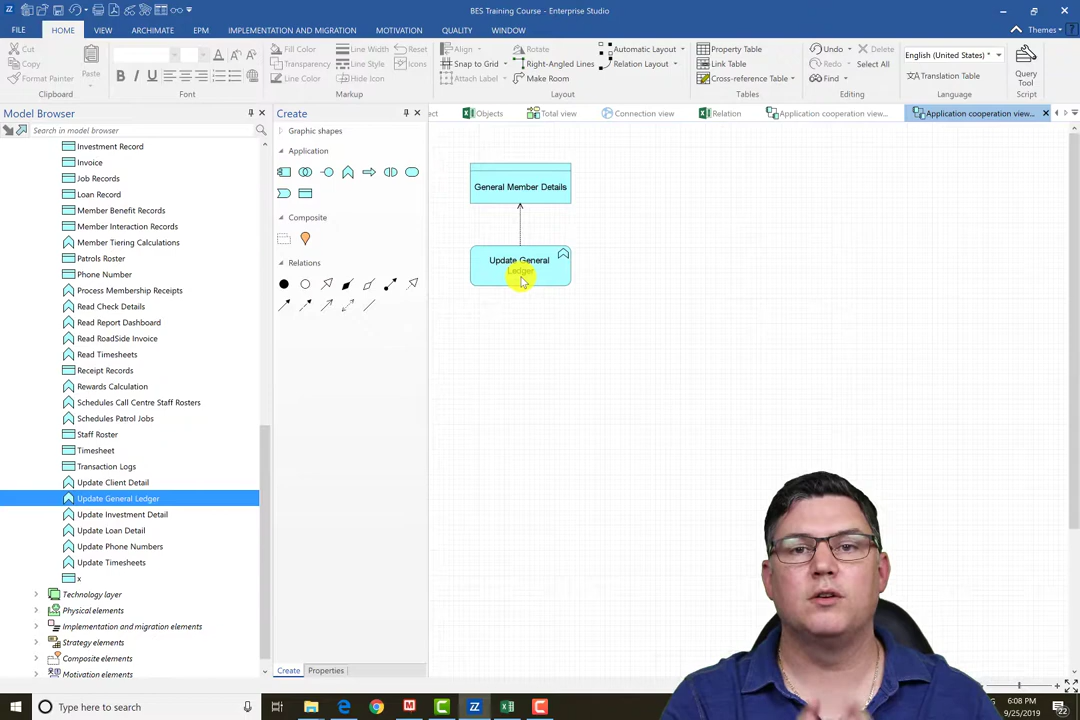 BES Training Course - Enterprise Studio
FILE HOME VIEW ARCHIMATE EPM IMPLEMENTATION AND MIGRATION MOTIVATION QUALITY WINDOW Themes
Cut
Copy
Format Painter
Paste
Clipboard
B I U
Font
Fill Color
Transparency
Line Color
Line Width
Line Style
Hide Icon
Reset
Icons
Markup
Align
Snap to Grid
Attach Label
Rotate
Right-Angled Lines
Make Room
Automatic Layout
Relation Layout
Layout
Property Table
Link Table
Cross-reference Table
Tables
Undo
Redo
Find
Delete
Select All
Editing
English (United States)
Translation Table
Language
Query
Tool
Script
Model Browser
Search in model browser
Investment Record
Invoice
Job Records
Loan Record
Member Benefit Records
Member Interaction Records
Member Tiering Calculations
Patrols Roster
Phone Number
Process Membership Receipts
Read Check Details
Read Report Dashboard
Read RoadSide Invoice
Read Timesheets
Receipt Records
Rewards Calculation
Schedules Call Centre Staff Rosters
Schedules Patrol Jobs
Staff Roster
Timesheet
Transaction Logs
Update Client Detail
Update General Ledger
Update Investment Detail
Update Loan Detail
Update Phone Numbers
Update Timesheets
x
Technology layer
Physical elements
Implementation and migration elements
Strategy elements
Composite elements
Motivation elements
Create
Graphic shapes
Application
Composite
Relations
Create Properties
ect Objects Total view Connection view Relation Application cooperation view... Application cooperation view...
General Member Details
Update General
Ledger
Type here to search
6:08 PM
9/25/2019
22